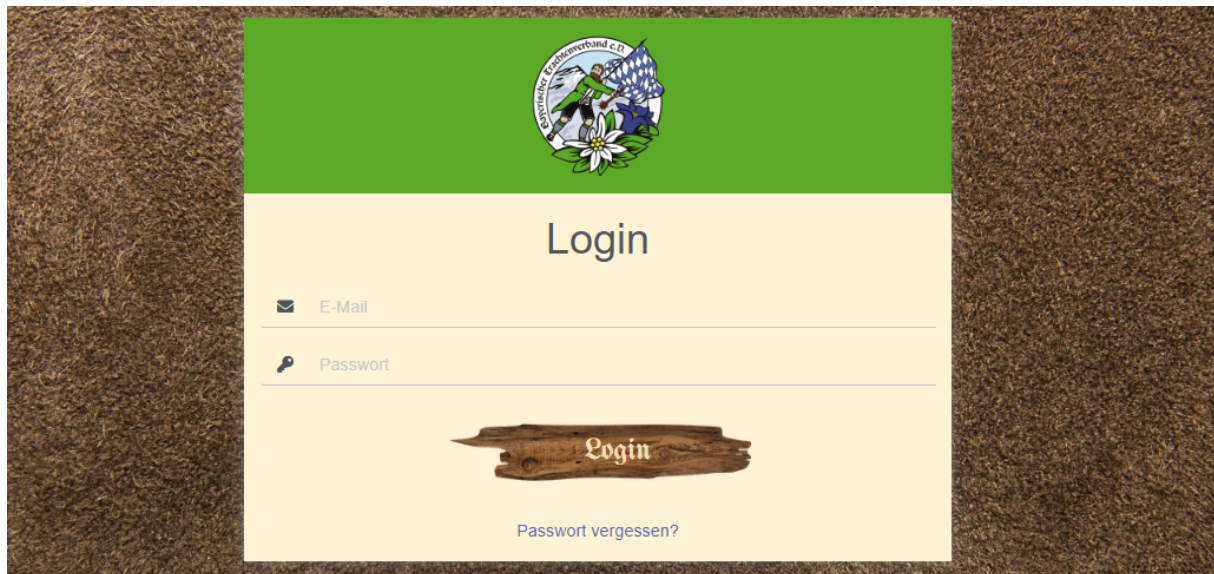 Bayerischer Trachtenverband e.V.
Login
E-Mail
Passwort
Login
Passwort vergessen?